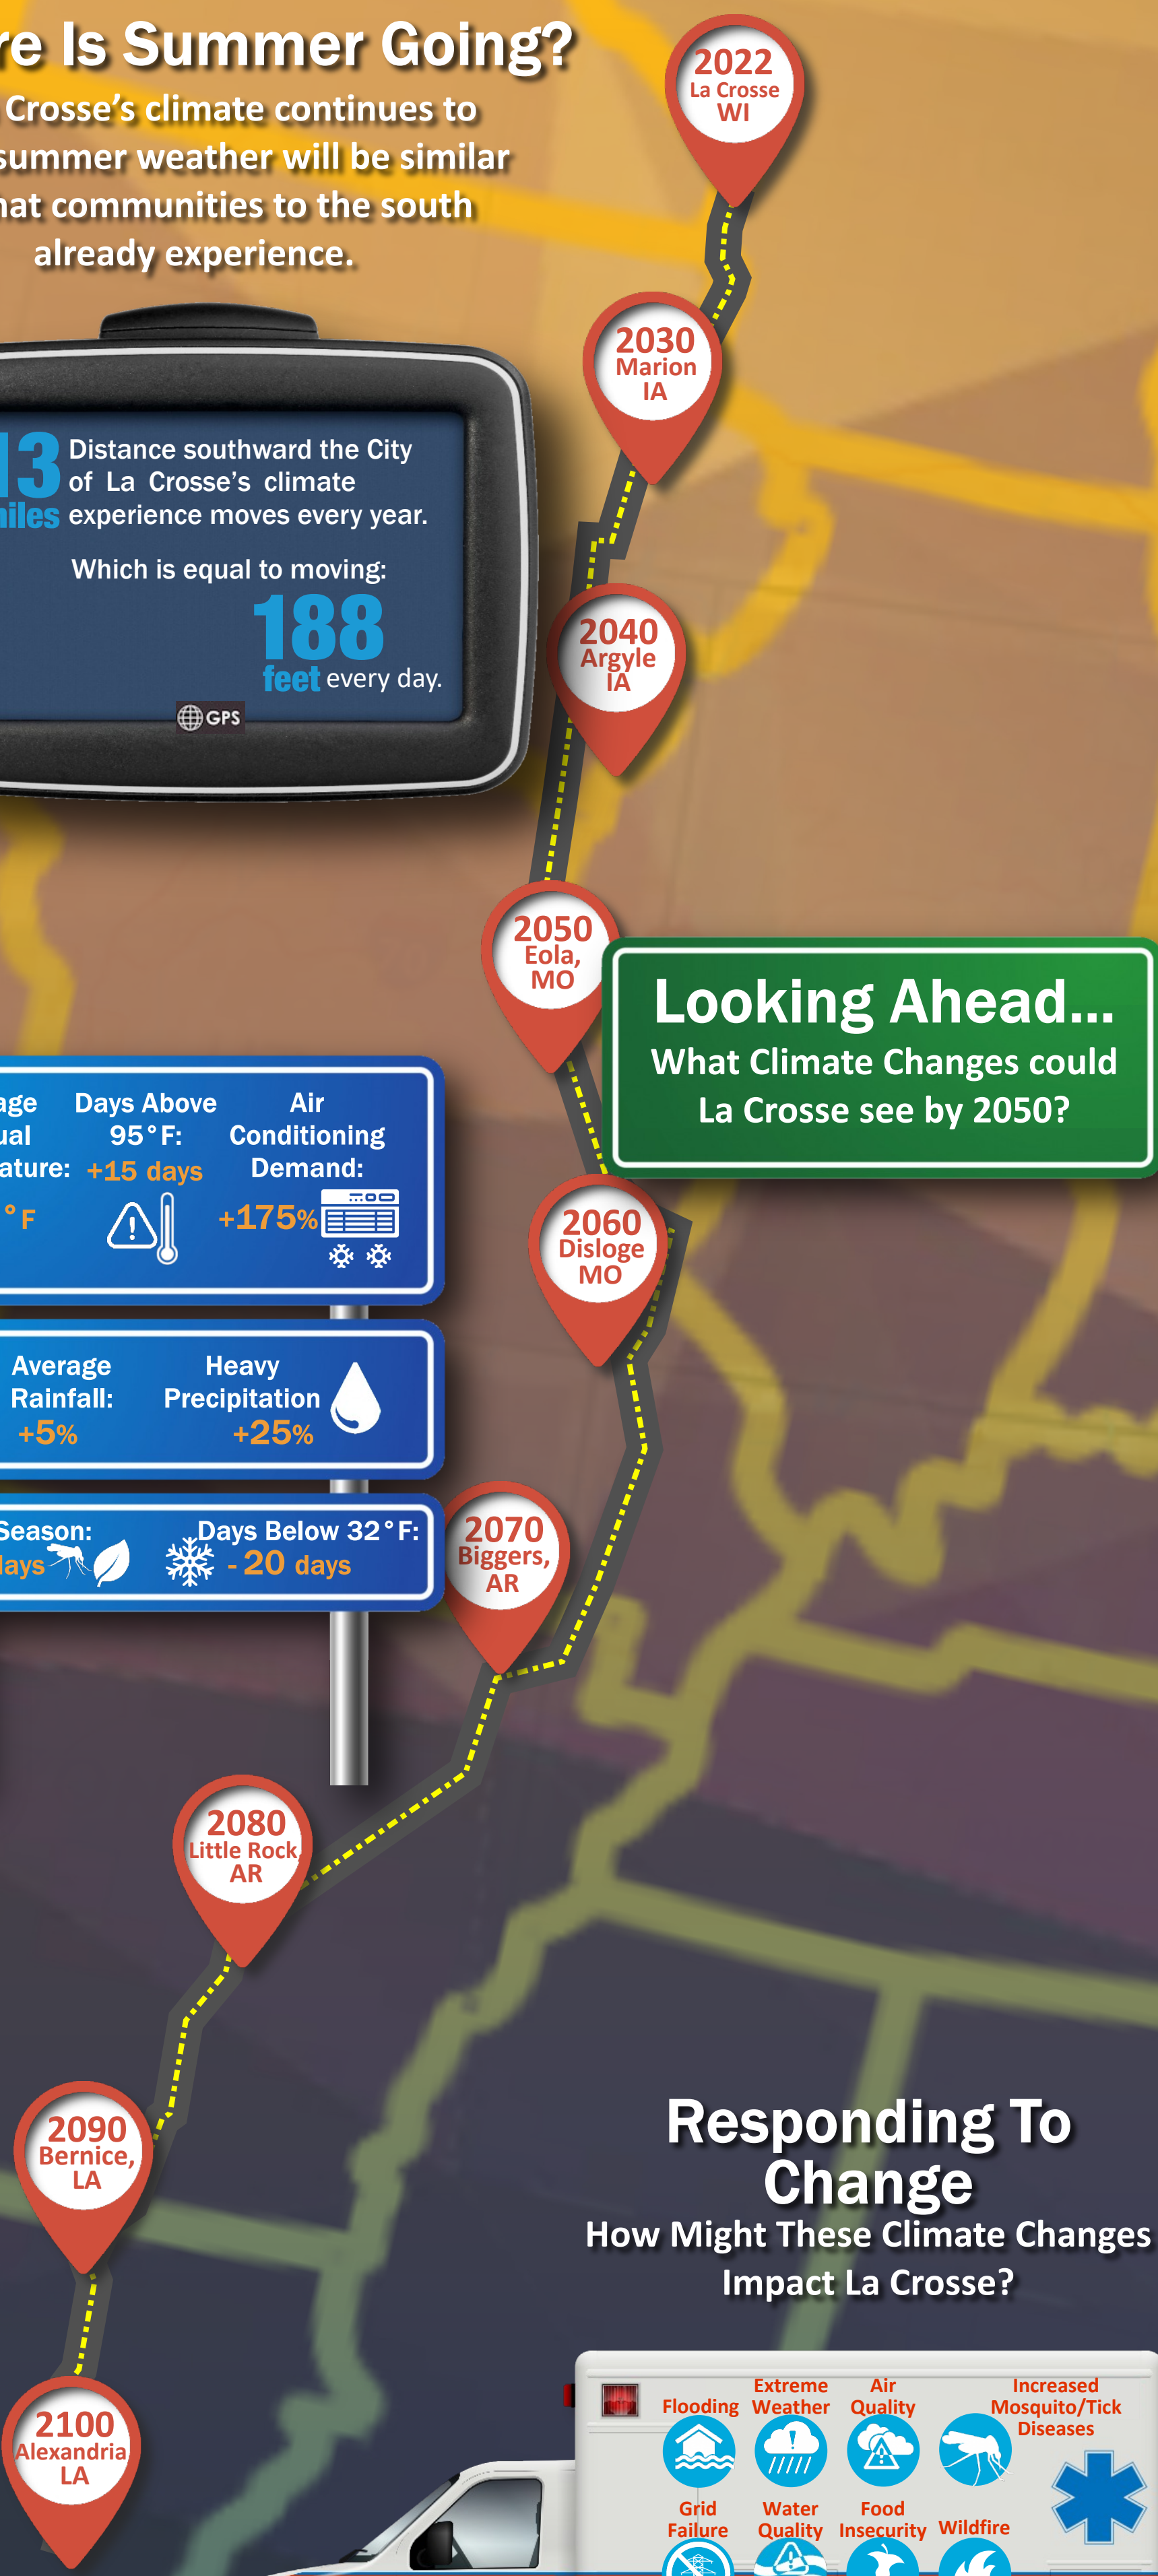 re Is Summer Going?
Crosse's climate continues to
summer weather will be similar
hat communities to the south
already experience.
2022
La Crosse
WI
2030
Marion
IA
13 Distance southward the City
of La Crosse's climate
miles experience moves every year.
Which is equal to moving:
188
feet every day.
GPS
2040
Argyle
IA
2050
Eola,
MO
Looking Ahead...
What Climate Changes could
La Crosse see by 2050?
age Days Above Air
ual 95°F: Conditioning
ature: +15 days Demand:
°F +175%
2060
Disloge
MO
Average Heavy
Rainfall: Precipitation
+5% +25%
Season: Days Below 32°F:
days - 20 days
2070
Biggers,
AR
2080
Little Rock,
AR
2090
Bernice,
LA
Responding To
Change
How Might These Climate Changes
Impact La Crosse?
2100
Alexandria
LA
Extreme Air Increased
Flooding Weather Quality Mosquito/Tick
Diseases
Grid Water Food
Failure Quality Insecurity Wildfire